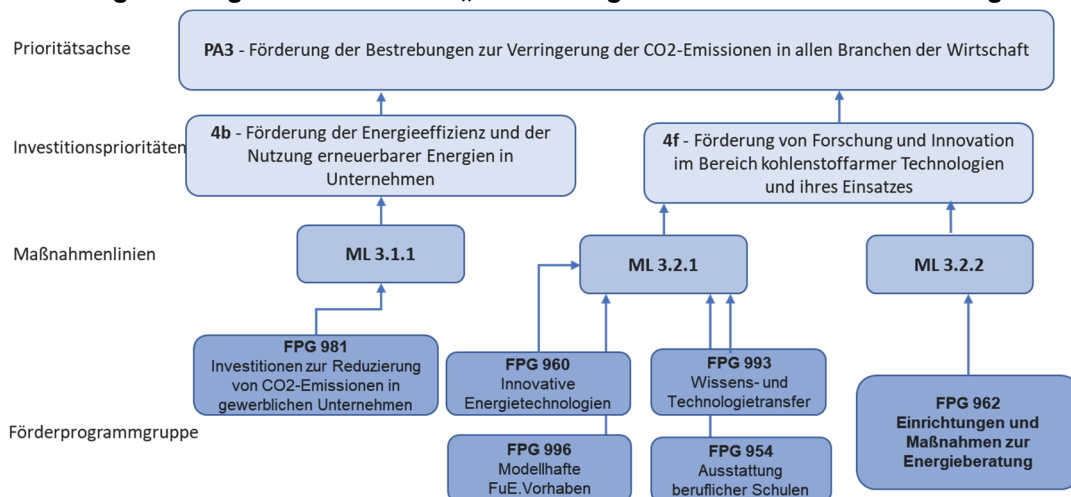 Prioritätsachse
PA3 - Förderung der Bestrebungen zur Verringerung der CO2-Emissionen in allen Branchen der Wirtschaft
Investitionsprioritäten
4b - Förderung der Energieeffizienz und der
Nutzung erneuerbarer Energien in
Unternehmen
4f - Förderung von Forschung und Innovation
im Bereich kohlenstoffarmer Technologien
und ihres Einsatzes
Maßnahmenlinien
ML 3.1.1
ML 3.2.1
ML 3.2.2
Förderprogrammgruppe
FPG 981
Investitionen zur Reduzierung
von CO2-Emissionen in
gewerblichen Unternehmen
FPG 960
Innovative
Energietechnologien
FPG 993
Wissens- und
Technologietransfer
FPG 962
Einrichtungen und
Maßnahmen zur
Energieberatung
FPG 996
Modellhafte
FuE.Vorhaben
FPG 954
Ausstattung
beruflicher Schulen